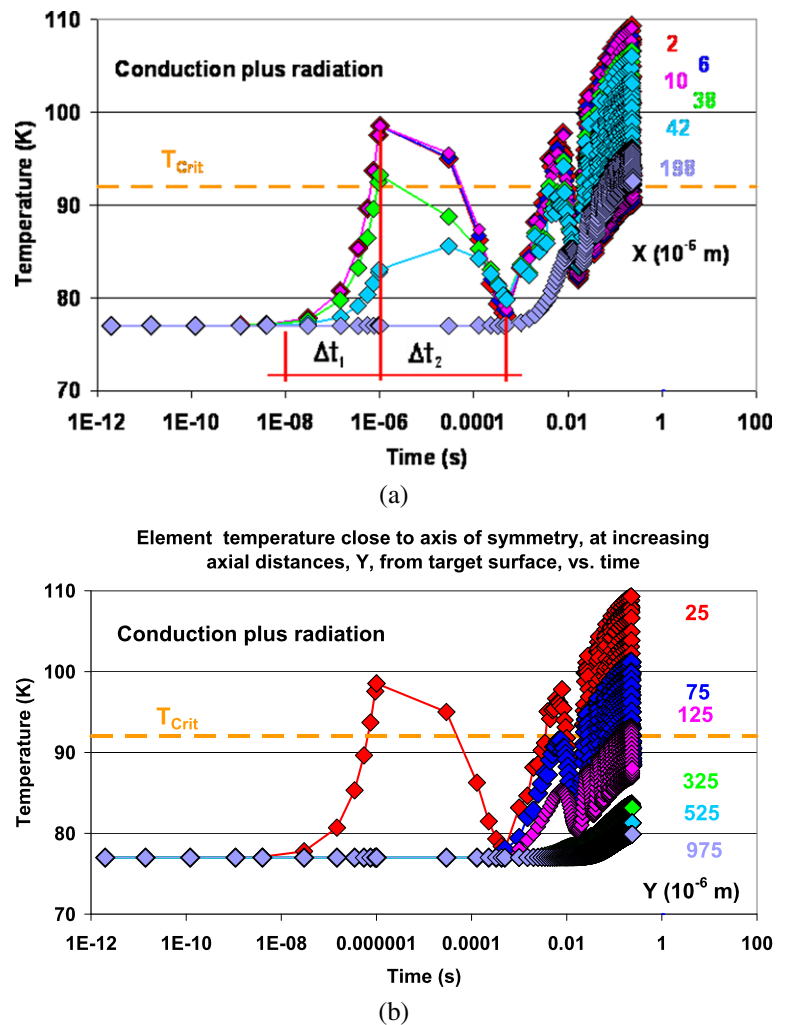 110
100
90
80
70
Temperature (K)
Conduction plus radiation
T_Crit
2
6
10
38
42
198
X (10^-6 m)
Δt_1
Δt_2
1E-12
1E-10
1E-08
1E-06
0.0001
0.01
1
100
Time (s)
(a)
Element temperature close to axis of symmetry, at increasing
axial distances, Y, from target surface, vs. time
110
100
90
80
70
Temperature (K)
Conduction plus radiation
T_Crit
25
75
125
325
525
975
Y (10^-6 m)
1E-12
1E-10
1E-08
0.000001
0.0001
0.01
1
100
Time (s)
(b)